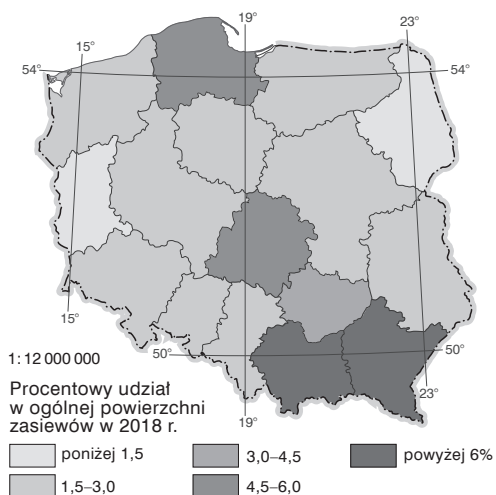 19°
23°
15°
54°
54°
15°
50°
50°
23°
19°
1: 12 000 000
Procentowy udział
w ogólnej powierzchni
zasiewów w 2018 r.
poniżej 1,5
3,0–4,5
powyżej 6%
1,5–3,0
4,5–6,0